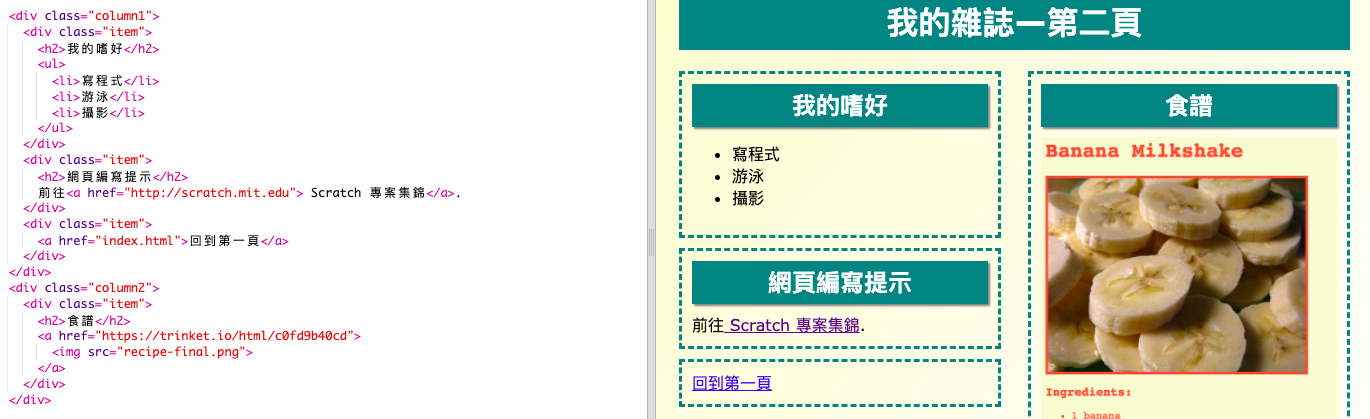 <div class="column1">
<div class="item">
<h2>我的嗜好</h2>
<ul>
<li>寫程式</li>
<li>游泳</li>
<li>攝影</li>
</ul>
</div>
<div class="item">
<h2>網頁編寫提示</h2>
前往<a href="http://scratch.mit.edu"> Scratch 專案集錦</a>.
</div>
<div class="item">
<a href="index.html">回到第一頁</a>
</div>
</div>
<div class="column2">
<div class="item">
<h2>食譜</h2>
<a href="https://trinket.io/html/c0fd9b40cd">
<img src="recipe-final.png">
</a>
</div>
</div>
我的雜誌—第二頁
我的嗜好
• 寫程式
• 游泳
• 攝影
網頁編寫提示
前往 Scratch 專案集錦.
回到第一頁
食譜
Banana Milkshake
Ingredients:
• 1 banana